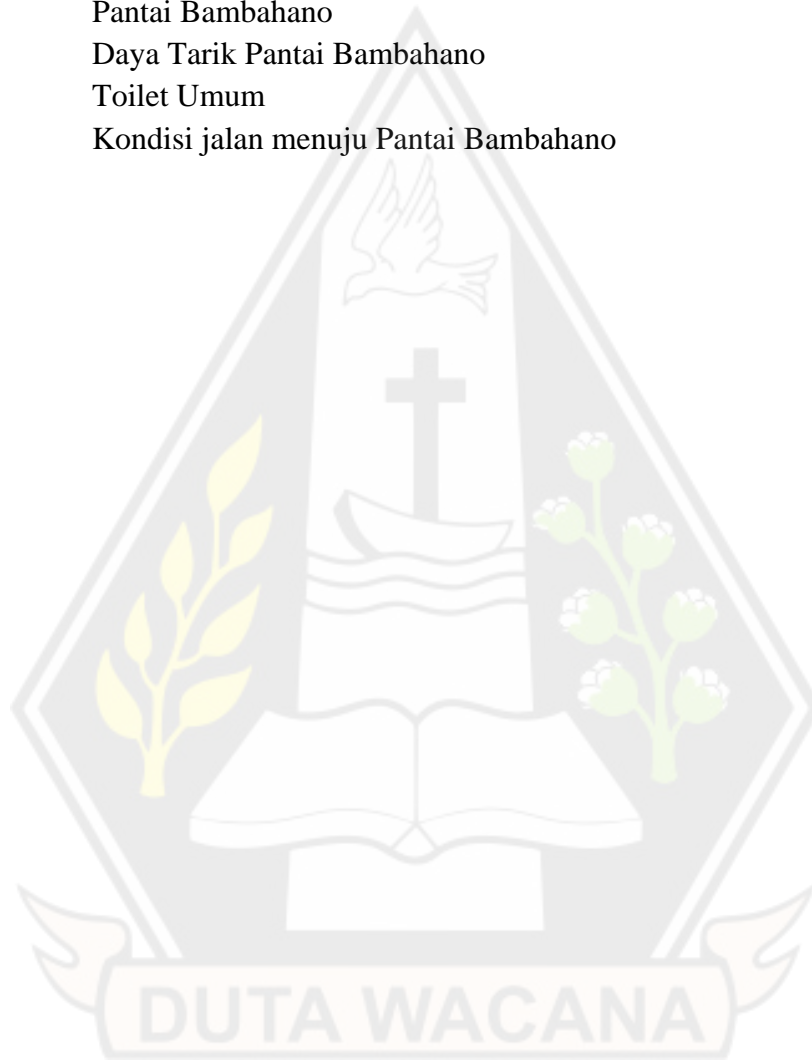 Pantai Bambahano
Daya Tarik Pantai Bambahano
Toilet Umum
Kondisi jalan menuju Pantai Bambahano
DUTA WACANA